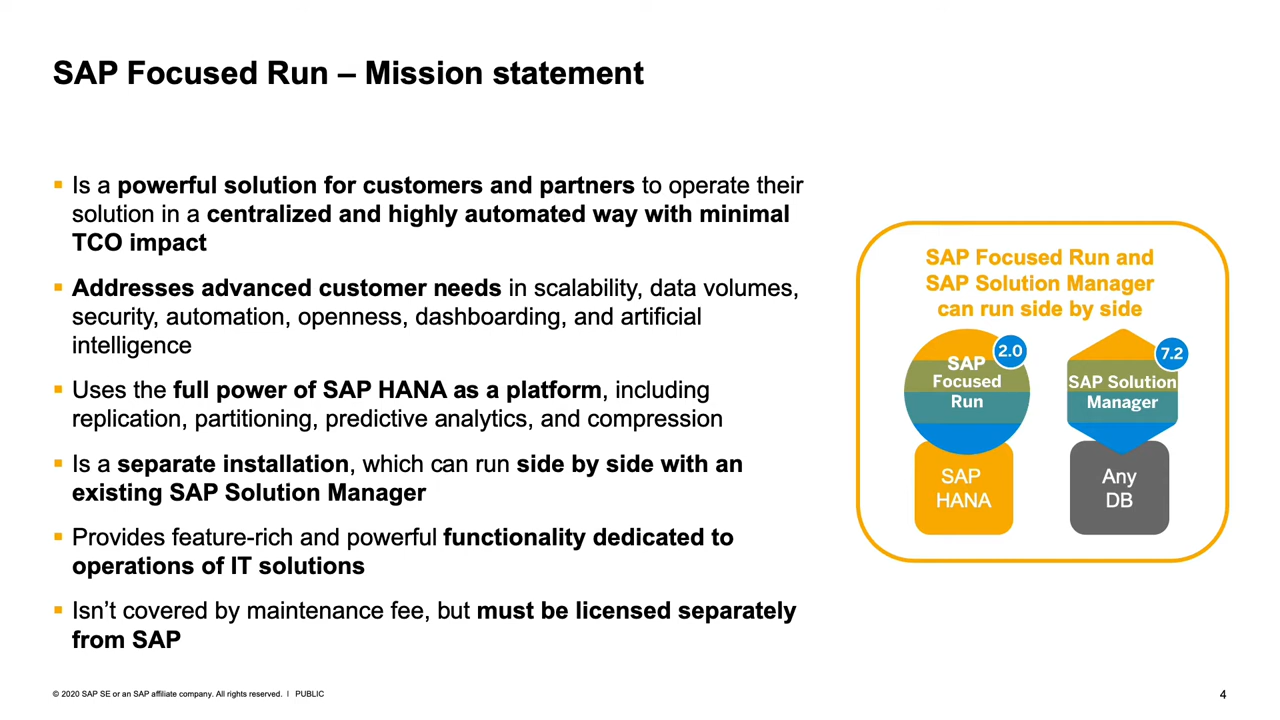 SAP Focused Run – Mission statement
▪ Is a powerful solution for customers and partners to operate their
solution in a centralized and highly automated way with minimal
TCO impact
▪ Addresses advanced customer needs in scalability, data volumes,
security, automation, openness, dashboarding, and artificial
intelligence
▪ Uses the full power of SAP HANA as a platform, including
replication, partitioning, predictive analytics, and compression
▪ Is a separate installation, which can run side by side with an
existing SAP Solution Manager
▪ Provides feature-rich and powerful functionality dedicated to
operations of IT solutions
▪ Isn’t covered by maintenance fee, but must be licensed separately
from SAP
SAP Focused Run and
SAP Solution Manager
can run side by side
2.0
SAP
Focused
Run
SAP
HANA
7.2
SAP Solution
Manager
Any
DB
© 2020 SAP SE or an SAP affiliate company. All rights reserved. | PUBLIC
4